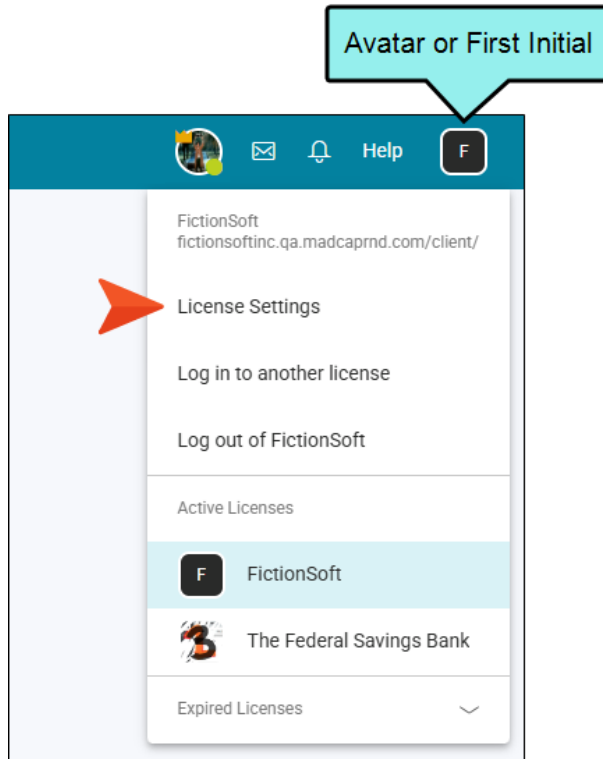 Avatar or First Initial
Help
F
FictionSoft
fictionsoftinc.qa.madcaprnd.com/client/
License Settings
Log in to another license
Log out of FictionSoft
Active Licenses
F FictionSoft
The Federal Savings Bank
Expired Licenses